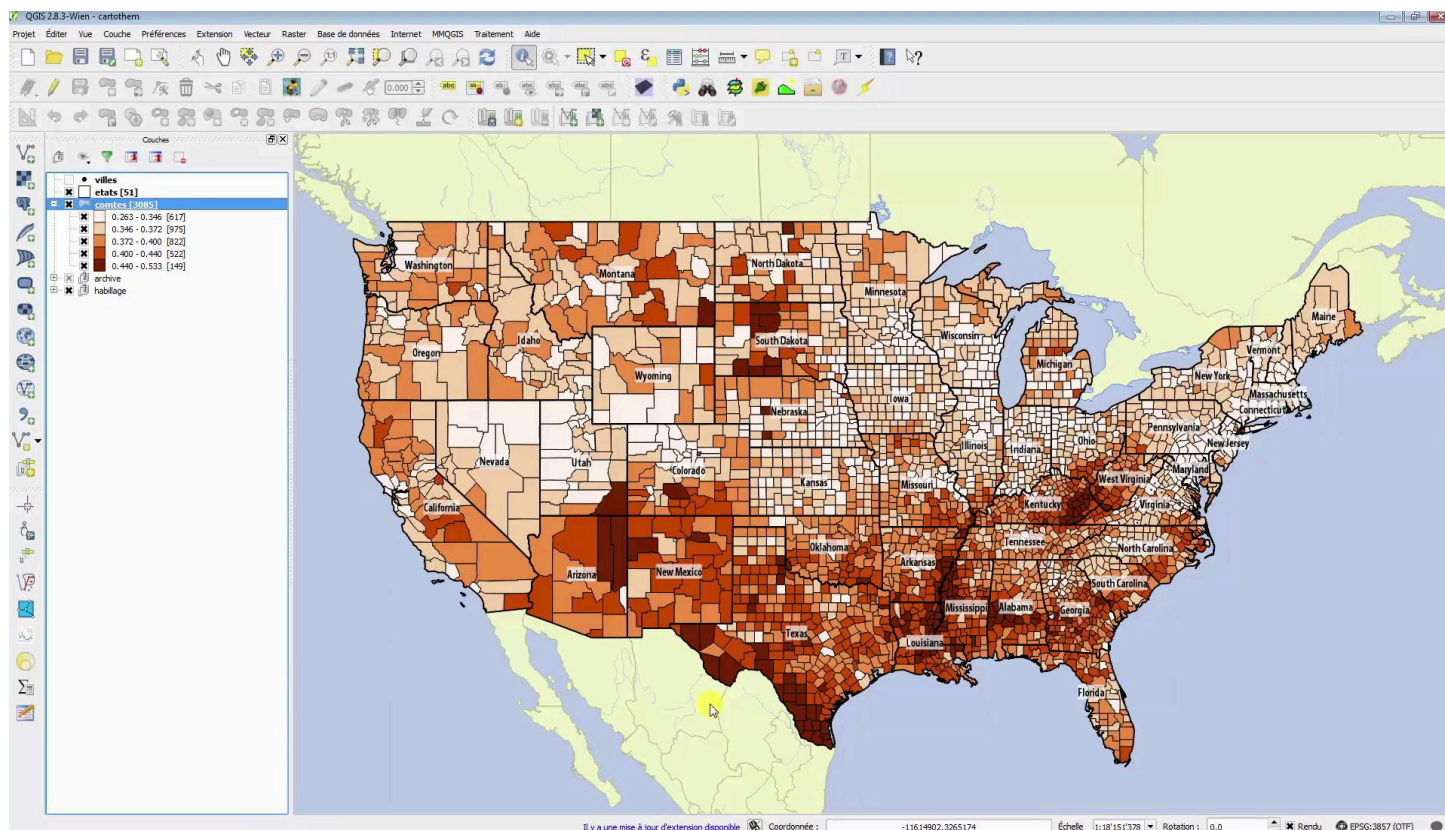 QGIS 2.8.3-Wien - cartothem
Projet Éditer Vue Couche Préférences Extension Vecteur Raster Base de données Internet MMQGIS Traitement Aide
0.000
abc
Couches
villes
etats [51]
comtes [3085]
0.263 - 0.346 [617]
0.346 - 0.372 [975]
0.372 - 0.400 [822]
0.400 - 0.440 [522]
0.440 - 0.533 [149]
archive
habillage
Washington
Montana
North Dakota
Minnesota
Maine
Oregon
Idaho
South Dakota
Wisconsin
Vermont
Wyoming
Michigan
New York
Massachusetts
Connecticut
Nebraska
Iowa
Pennsylvania
New Jersey
Nevada
Utah
Colorado
Kansas
Missouri
Illinois
Indiana
Ohio
Maryland
West Virginia
Virginia
California
Kentucky
Oklahoma
Tennessee
North Carolina
Arizona
New Mexico
Arkansas
South Carolina
Mississippi
Alabama
Georgia
Texas
Louisiana
Florida
Il y a une mise à jour d'extension disponible Coordonnée : -11614902,3265174 Échelle 1:18'151'378 Rotation : 0.0 Rendu EPSG:3857 (OTF)